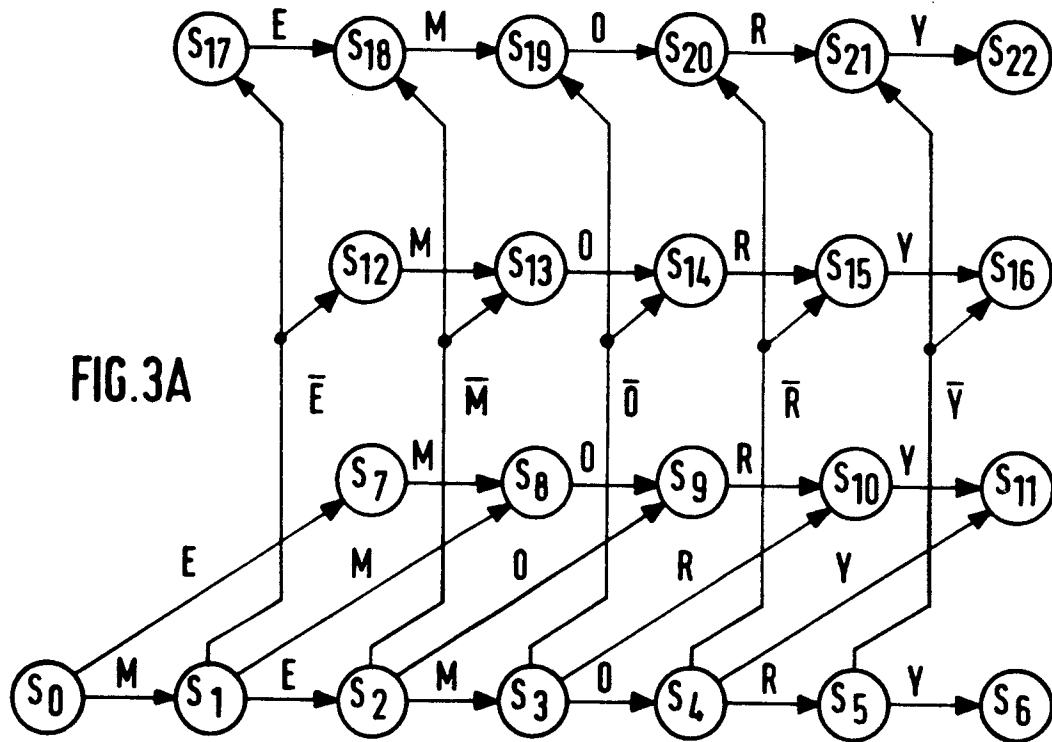 E M O R Y
S17 S18 S19 S20 S21 S22
M O R Y
S12 S13 S14 S15 S16
FIG.3A
E̅ M̅ O̅ R̅ Y̅
M O R Y
S7 S8 S9 S10 S11
E M O R Y
M E M O R Y
S0 S1 S2 S3 S4 S5 S6